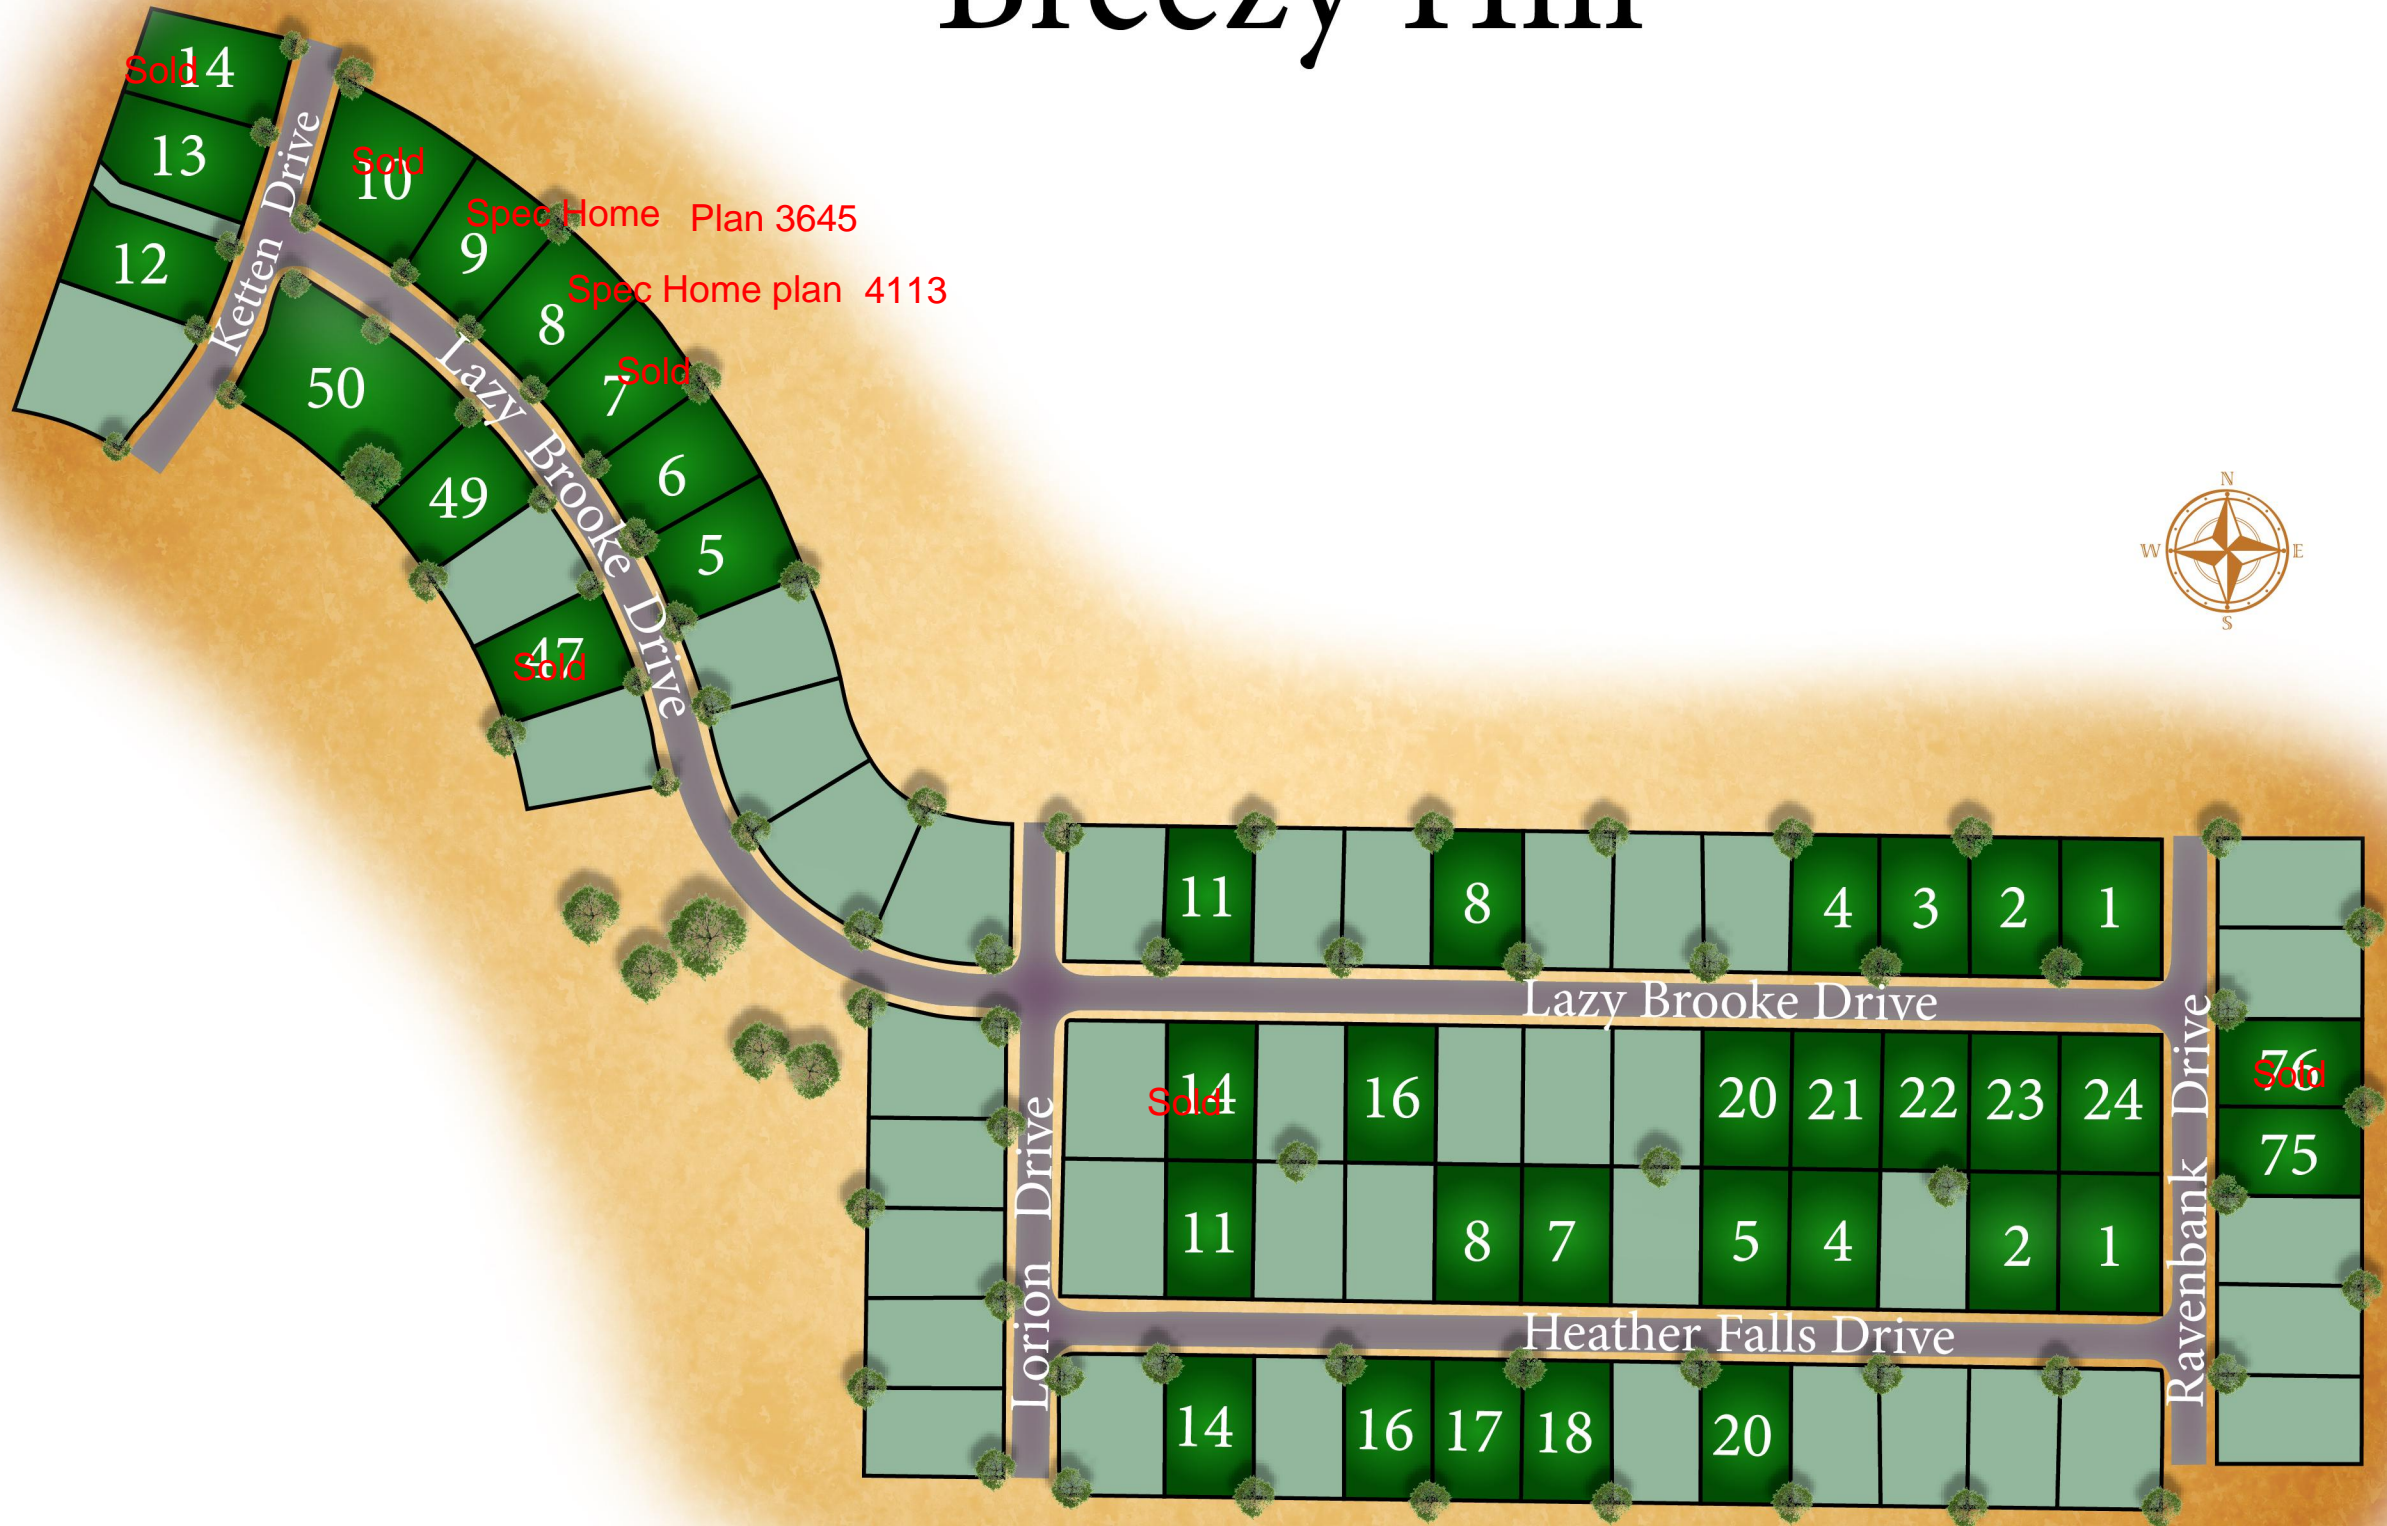 Breezy Hill
Sold 14
13
12
Ketten Drive
Sold
10
Spec Home Plan 3645
9
Spec Home plan 4113
8
Sold
7
6
5
50
49
47
Sold
Lazy Brooke Drive
N
W E
S
11
8
4
3
2
1
Lazy Brooke Drive
Sold 14
16
20
21
22
23
24
11
8
7
5
4
2
1
Heather Falls Drive
14
16
17
18
20
Lorion Drive
Ravenbank Drive
76
Sold
75